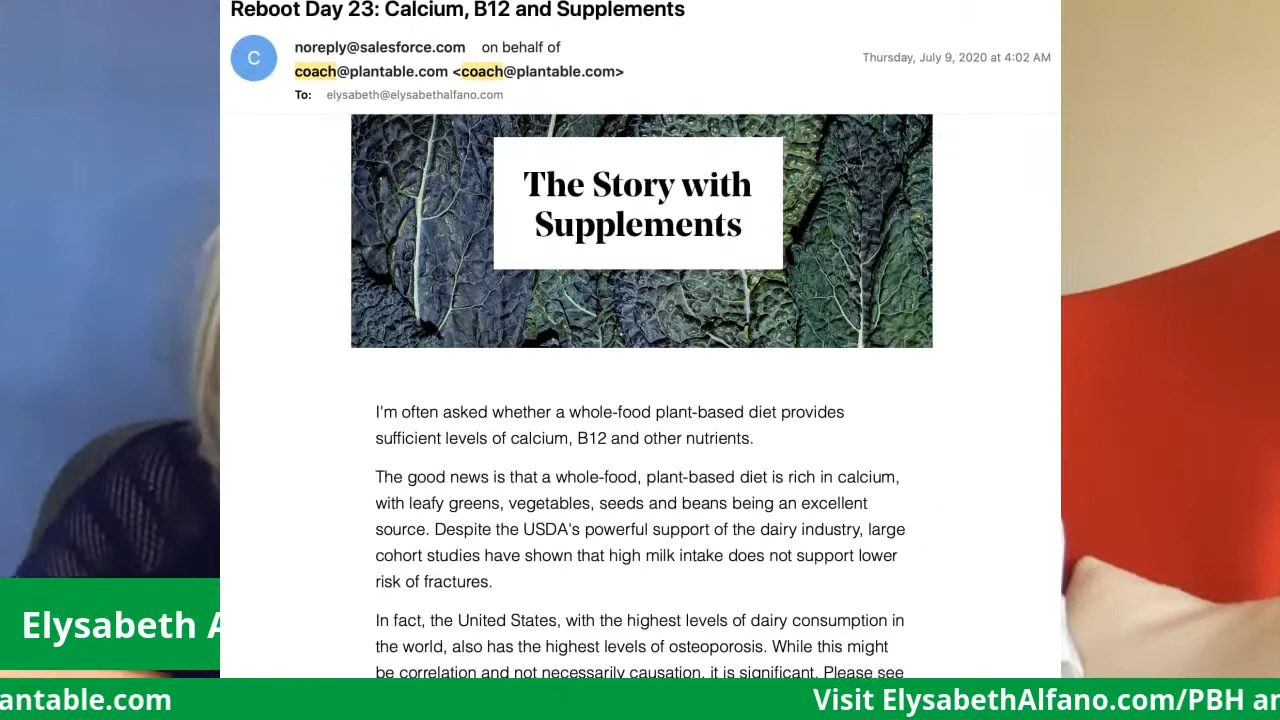 Reboot Day 23: Calcium, B12 and Supplements
C
noreply@salesforce.com on behalf of
coach@plantable.com <coach@plantable.com>
Thursday, July 9, 2020 at 4:02 AM
To: elysabeth@elysabethalfano.com
The Story with
Supplements
I'm often asked whether a whole-food plant-based diet provides
sufficient levels of calcium, B12 and other nutrients.
The good news is that a whole-food, plant-based diet is rich in calcium,
with leafy greens, vegetables, seeds and beans being an excellent
source. Despite the USDA's powerful support of the dairy industry, large
cohort studies have shown that high milk intake does not support lower
risk of fractures.
In fact, the United States, with the highest levels of dairy consumption in
the world, also has the highest levels of osteoporosis. While this might
be correlation and not necessarily causation, it is significant. Please see
Elysabeth A
antable.com
Visit ElysabethAlfano.com/PBH an